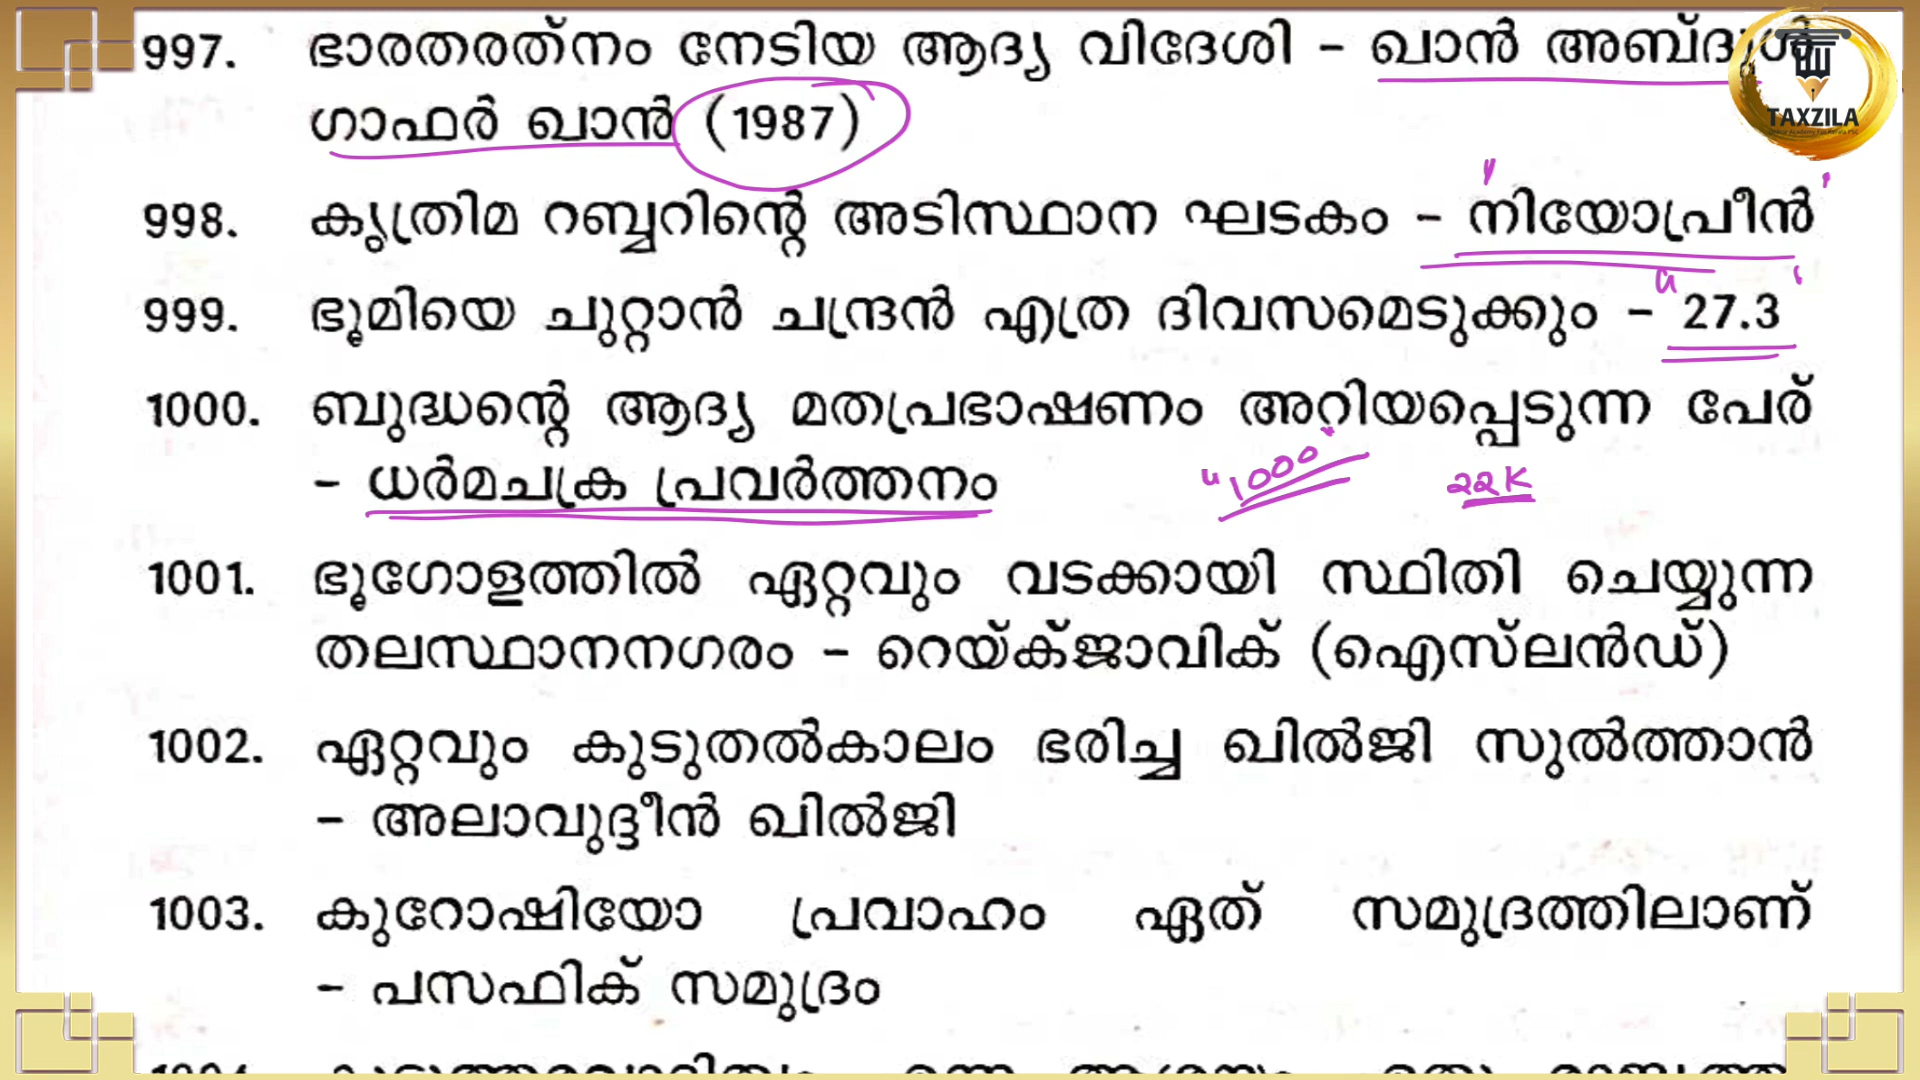 997. ഭാരതരത്നം നേടിയ ആദ്യ വിദേശി - ഖാൻ അബ്ദുൾ
ഗാഫർ ഖാൻ (1987)
TAXZILA
998. കൃത്രിമ റബ്ബറിന്റെ അടിസ്ഥാന ഘടകം - നിയോപ്രീൻ
999. ഭൂമിയെ ചുറ്റാൻ ചന്ദ്രൻ എത്ര ദിവസമെടുക്കും - "27.3"
1000. ബുദ്ധന്റെ ആദ്യ മതപ്രഭാഷണം അറിയപ്പെടുന്ന പേര്
- ധർമചക്ര പ്രവർത്തനം "1000" 22K
1001. ഭൂഗോളത്തിൽ ഏറ്റവും വടക്കായി സ്ഥിതി ചെയ്യുന്ന
തലസ്ഥാനനഗരം - റെയ്ക്ജാവിക് (ഐസ്‌ലൻഡ്)
1002. ഏറ്റവും കുടുതൽകാലം ഭരിച്ച ഖിൽജി സുൽത്താൻ
- അലാവുദ്ദീൻ ഖിൽജി
1003. കുറോഷിയോ പ്രവാഹം ഏത് സമുദ്രത്തിലാണ്
- പസഫിക് സമുദ്രം